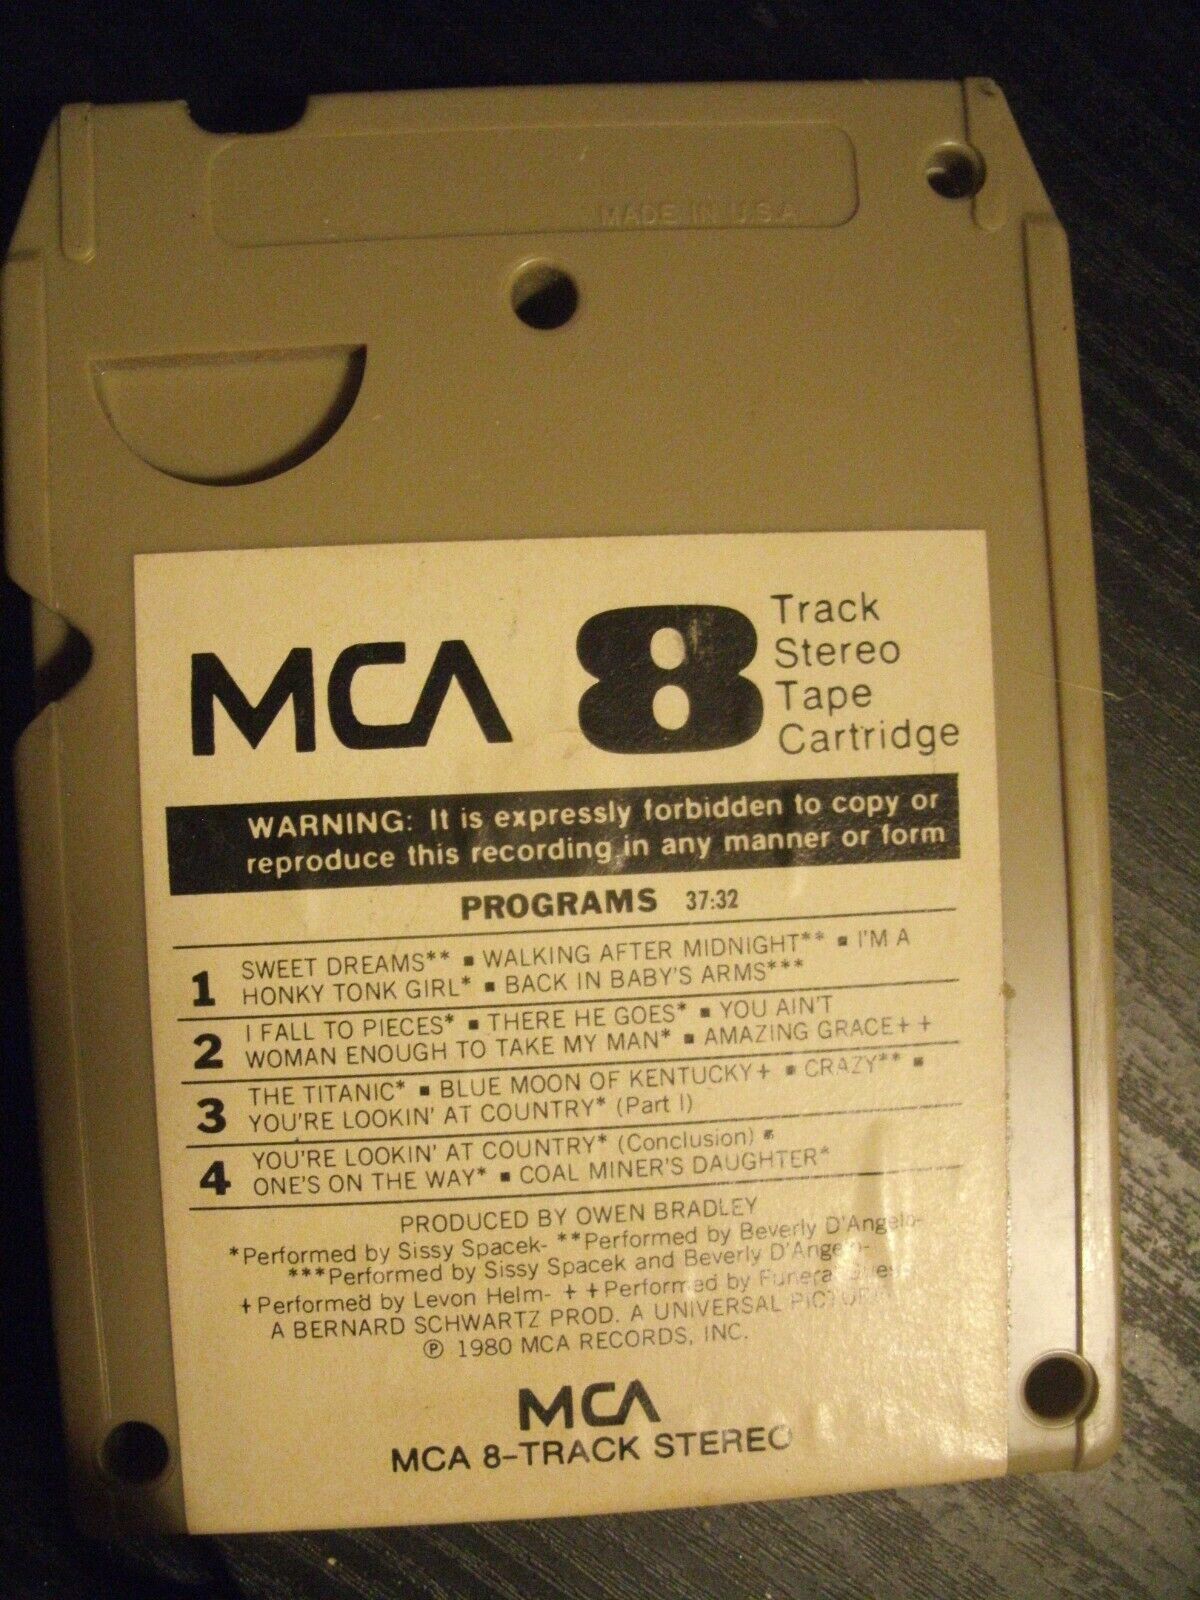 MADE IN U.S.A.
MCA 8 Track
Stereo
Tape
Cartridge
WARNING: It is expressly forbidden to copy or
reproduce this recording in any manner or form
PROGRAMS 37:32
1 SWEET DREAMS** ■ WALKING AFTER MIDNIGHT** ■ I'M A
HONKY TONK GIRL* ■ BACK IN BABY'S ARMS***
2 I FALL TO PIECES* ■ THERE HE GOES* ■ YOU AIN'T
WOMAN ENOUGH TO TAKE MY MAN* ■ AMAZING GRACE++
3 THE TITANIC* ■ BLUE MOON OF KENTUCKY+ ■ CRAZY** ■
YOU'RE LOOKIN' AT COUNTRY* (Part I)
4 YOU'RE LOOKIN' AT COUNTRY* (Conclusion) ■
ONE'S ON THE WAY* ■ COAL MINER'S DAUGHTER*
PRODUCED BY OWEN BRADLEY
*Performed by Sissy Spacek- **Performed by Beverly D'Angelo-
***Performed by Sissy Spacek and Beverly D'Angelo-
+Performed by Levon Helm- ++Performed by Funeral
A BERNARD SCHWARTZ PROD. A UNIVERSAL PICTURE
℗ 1980 MCA RECORDS, INC.
MCA
MCA 8-TRACK STEREO